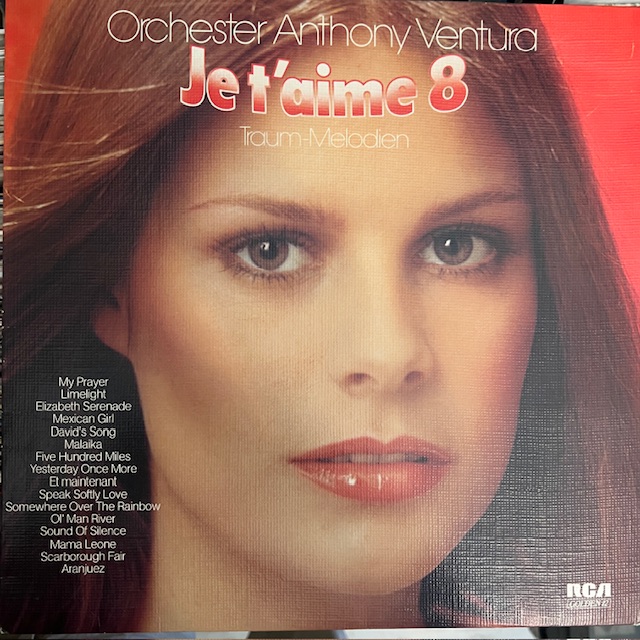 Orchester Anthony Ventura
Je t'aime 8
Traum-Melodien
My Prayer
Limelight
Elizabeth Serenade
Mexican Girl
David's Song
Malaika
Five Hundred Miles
Yesterday Once More
Et maintenant
Speak Softly Love
Somewhere Over The Rainbow
Ol' Man River
Sound Of Silence
Mama Leone
Scarborough Fair
Aranjuez
RCA
GOLDEN 12